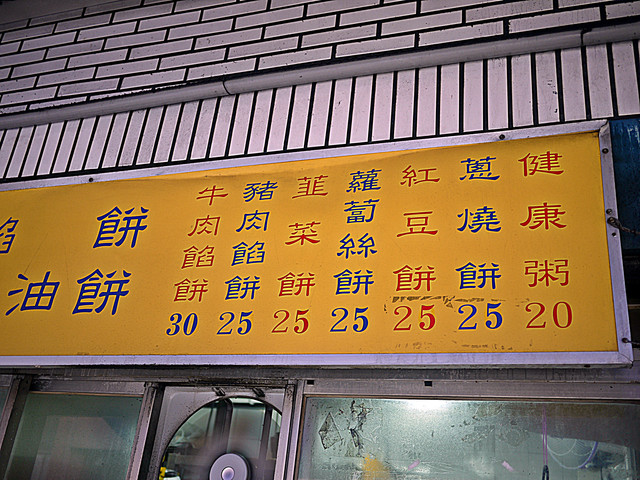 健康粥 20
蔥燒餅 25
紅豆餅 25
蘿蔔絲餅 25
韮菜餅 25
豬肉餡餅 25
牛肉餡餅 30
餡餅
油餅